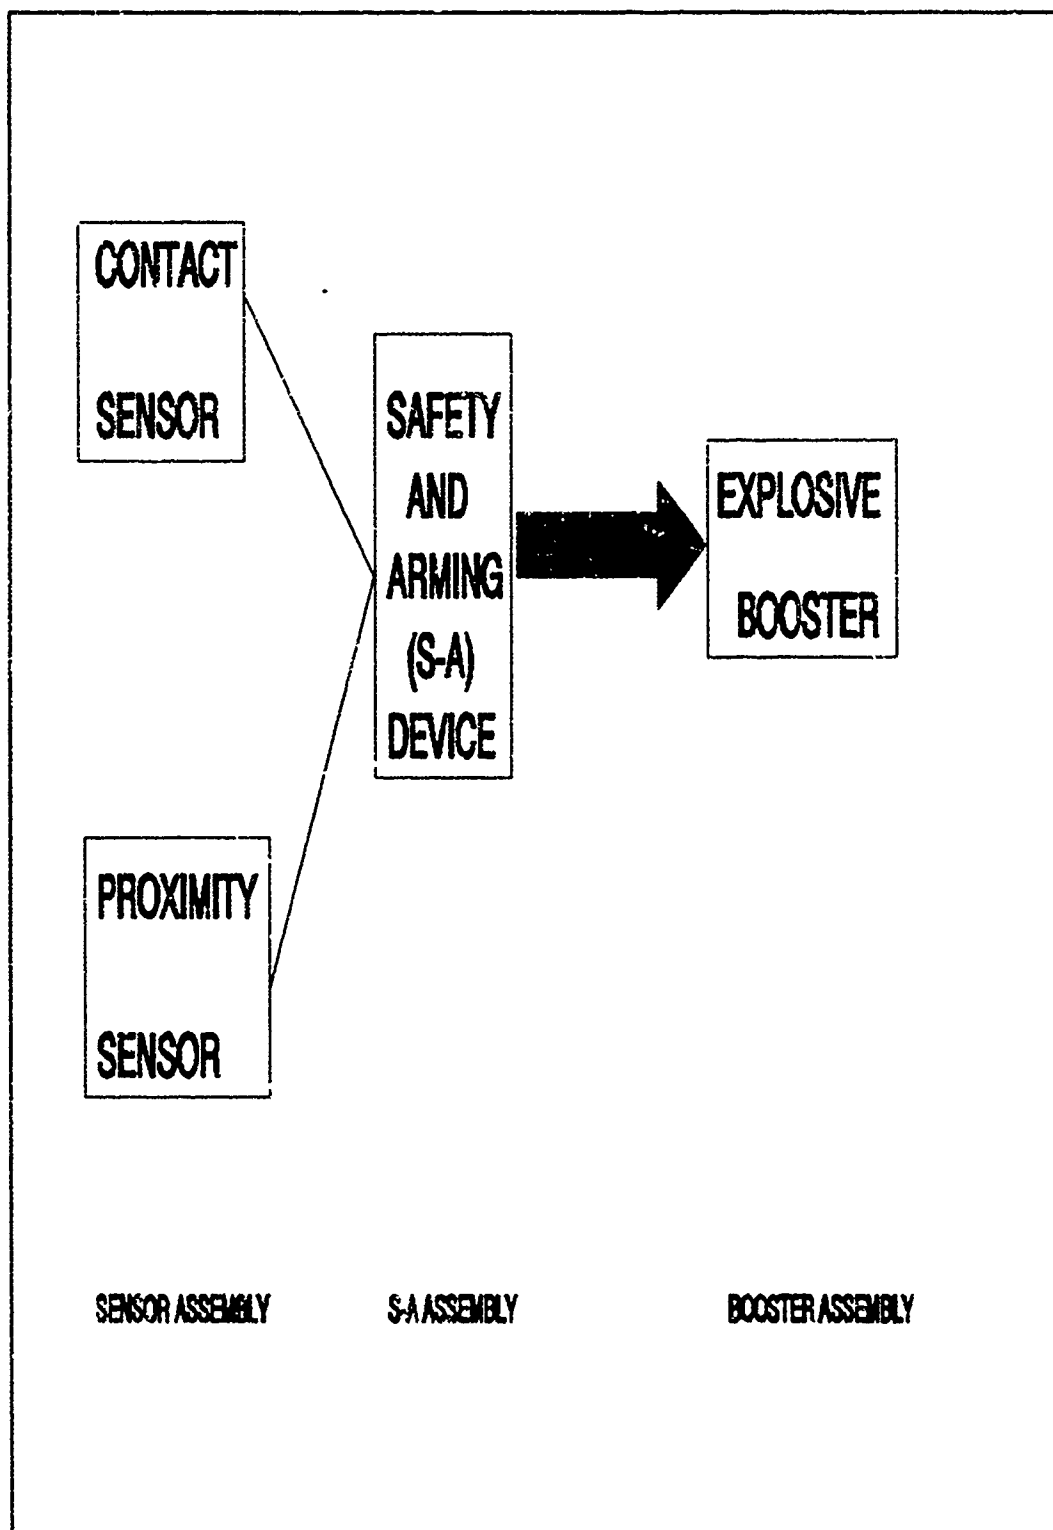 CONTACT
SENSOR
SAFETY
AND
ARMING
(S-A)
DEVICE
EXPLOSIVE
BOOSTER
PROXIMITY
SENSOR
SENSOR ASSEMBLY
S-A ASSEMBLY
BOOSTER ASSEMBLY